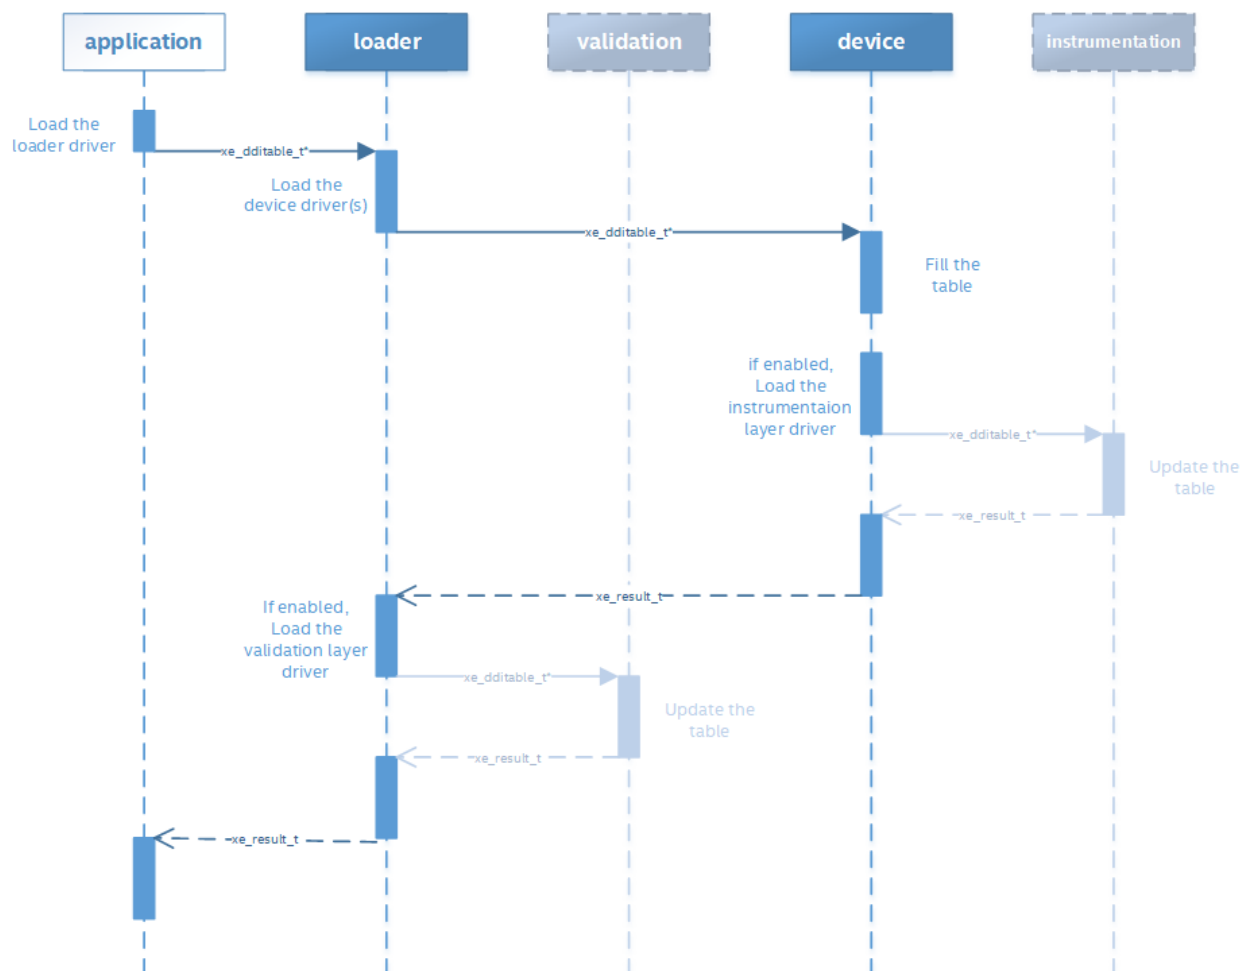 application
loader
validation
device
instrumentation
Load the
loader driver
xe_dditable_t*
Load the
device driver(s)
xe_dditable_t*
Fill the
table
if enabled,
Load the
instrumentaion
layer driver
xe_dditable_t*
Update the
table
xe_result_t
xe_result_t
If enabled,
Load the
validation layer
driver
xe_dditable_t*
Update the
table
xe_result_t
xe_result_t